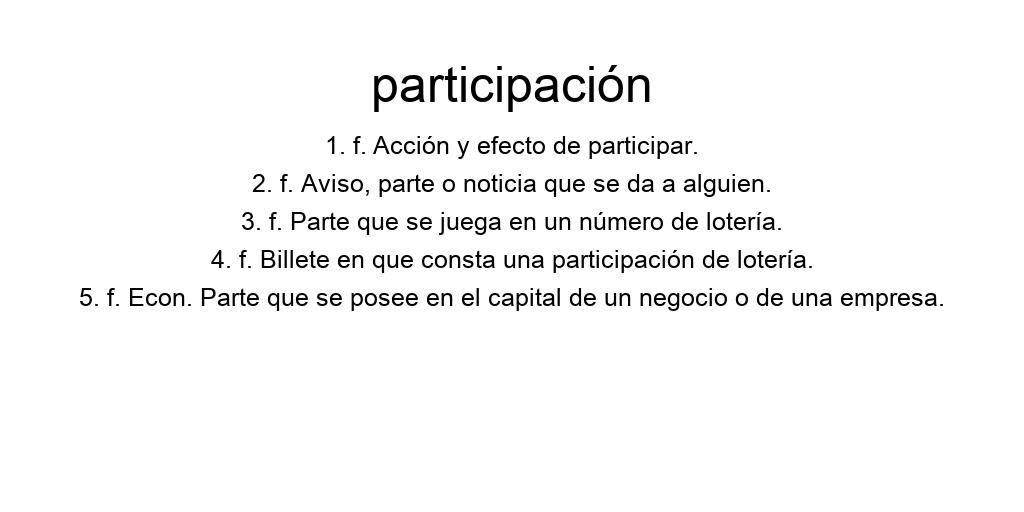 participación
1. f. Acción y efecto de participar.
2. f. Aviso, parte o noticia que se da a alguien.
3. f. Parte que se juega en un número de lotería.
4. f. Billete en que consta una participación de lotería.
5. f. Econ. Parte que se posee en el capital de un negocio o de una empresa.